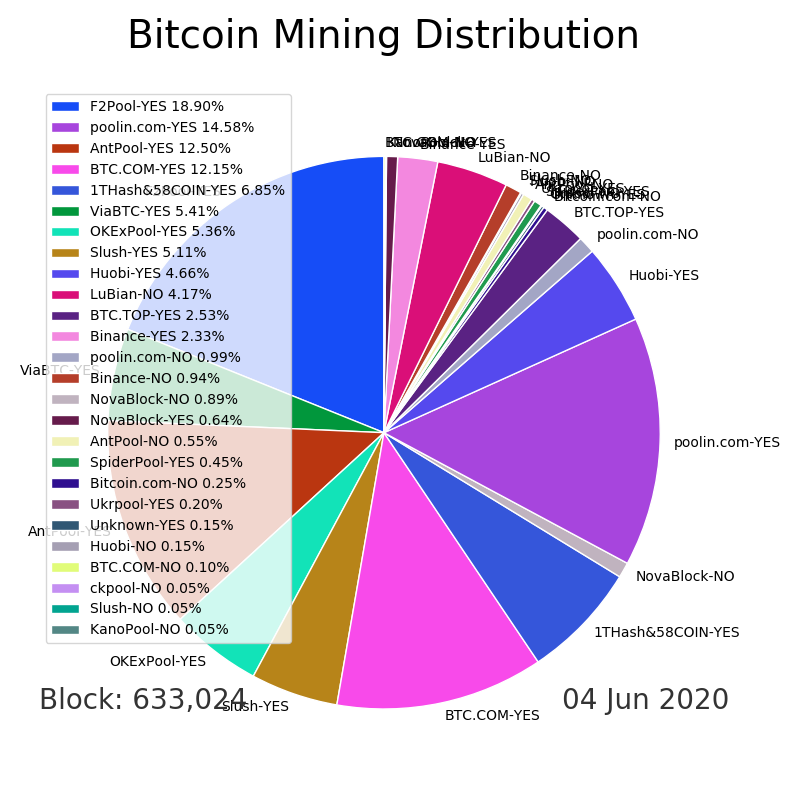 Bitcoin Mining Distribution
F2Pool-YES 18.90%
poolin.com-YES 14.58%
AntPool-YES 12.50%
BTC.COM-YES 12.15%
1THash&58COIN-YES 6.85%
ViaBTC-YES 5.41%
OKExPool-YES 5.36%
Slush-YES 5.11%
Huobi-YES 4.66%
LuBian-NO 4.17%
BTC.TOP-YES 2.53%
Binance-YES 2.33%
poolin.com-NO 0.99%
Binance-NO 0.94%
NovaBlock-NO 0.89%
NovaBlock-YES 0.64%
AntPool-NO 0.55%
SpiderPool-YES 0.45%
Bitcoin.com-NO 0.25%
Ukrpool-YES 0.20%
Unknown-YES 0.15%
Huobi-NO 0.15%
BTC.COM-NO 0.10%
ckpool-NO 0.05%
Slush-NO 0.05%
KanoPool-NO 0.05%
Binance-YES
LuBian-NO
Binance-NO
Bitcoin.com-NO
BTC.TOP-YES
poolin.com-NO
Huobi-YES
poolin.com-YES
NovaBlock-NO
1THash&58COIN-YES
BTC.COM-YES
Slush-YES
OKExPool-YES
AntPool-YES
ViaBTC-YES
Block: 633,024
04 Jun 2020